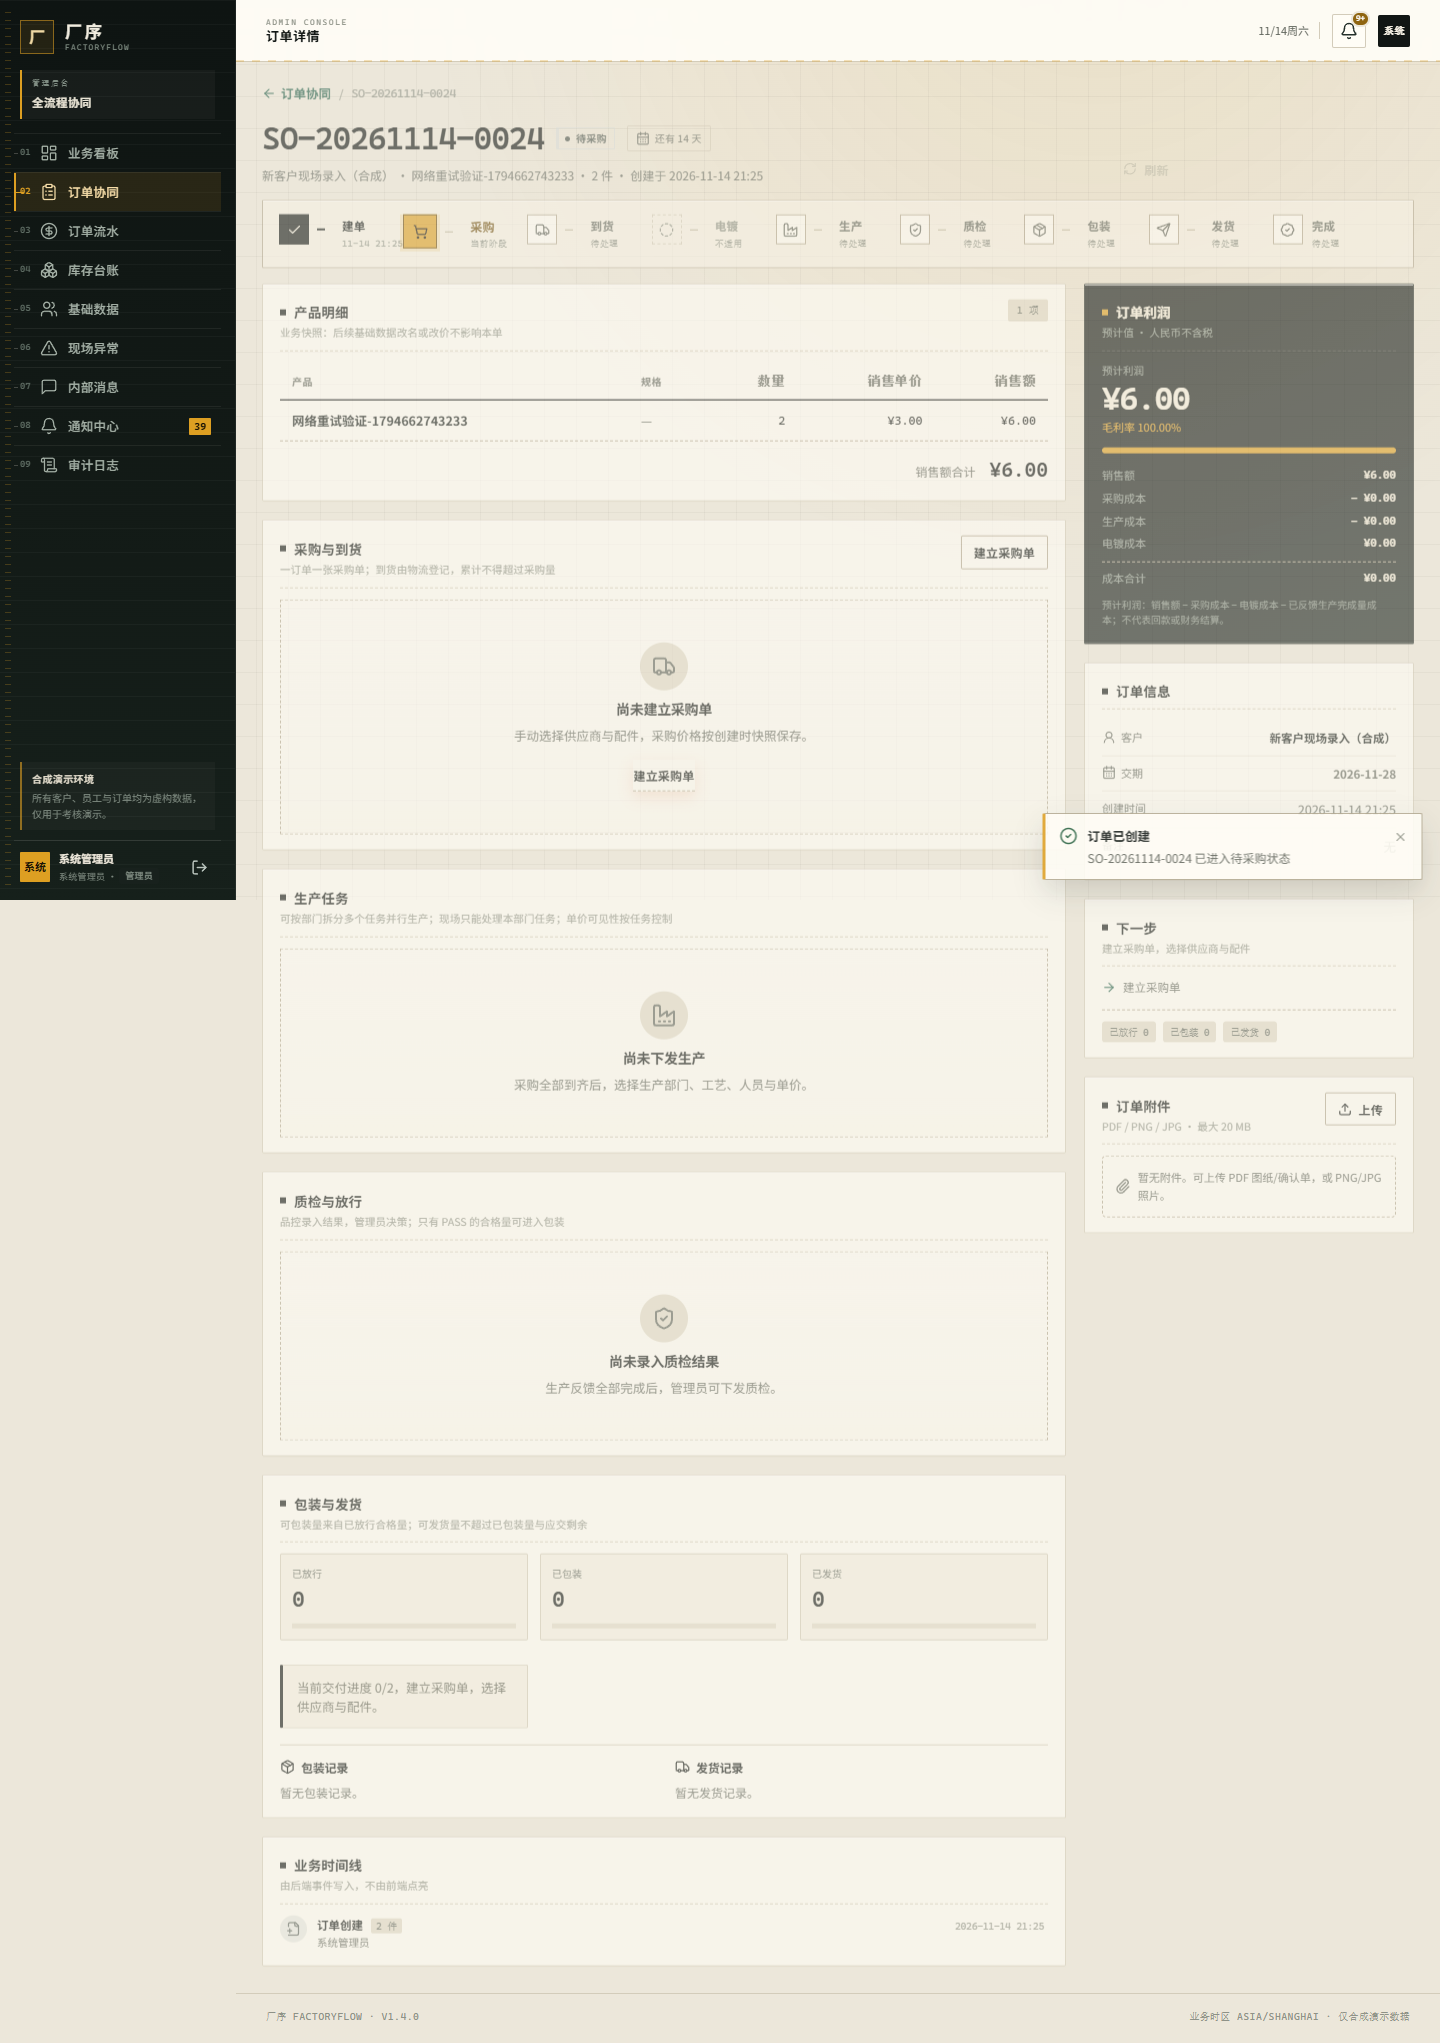 厂
厂序
FACTORYFLOW
管理后台
全流程协同
01 业务看板
02 订单协同
03 订单流水
04 库存台账
05 基础数据
06 现场异常
07 内部消息
08 通知中心 39
09 审计日志
合成演示环境
所有客户、员工与订单均为虚构数据，
仅用于考核演示。
系统
系统管理员
系统管理员 · 管理员
ADMIN CONSOLE
订单详情
11/14周六
9+
系统
订单协同 / SO-20261114-0024
SO-20261114-0024
待采购
还有 14 天
新客户现场录入（合成） · 网络重试验证-1794662743233 · 2 件 · 创建于 2026-11-14 21:25
刷新
建单
11-14 21:25
采购
当前阶段
到货
待处理
电镀
不适用
生产
待处理
质检
待处理
包装
待处理
发货
待处理
完成
待处理
产品明细
1 项
业务快照：后续基础数据改名或改价不影响本单
产品 规格 数量 销售单价 销售额
网络重试验证-1794662743233 — 2 ¥3.00 ¥6.00
销售额合计 ¥6.00
采购与到货
一订单一张采购单；到货由物流登记，累计不得超过采购量
建立采购单
尚未建立采购单
手动选择供应商与配件，采购价格按创建时快照保存。
建立采购单
生产任务
可按部门拆分多个任务并行生产；现场只能处理本部门任务；单价可见性按任务控制
尚未下发生产
采购全部到齐后，选择生产部门、工艺、人员与单价。
质检与放行
品控录入结果，管理员决策；只有 PASS 的合格量可进入包装
尚未录入质检结果
生产反馈全部完成后，管理员可下发质检。
包装与发货
可包装量来自已放行合格量；可发货量不超过已包装量与应交剩余
已放行
0
已包装
0
已发货
0
当前交付进度 0/2，建立采购单，选择
供应商与配件。
包装记录
暂无包装记录。
发货记录
暂无发货记录。
业务时间线
由后端事件写入，不由前端点亮
订单创建 2 件
系统管理员
2026-11-14 21:25
订单利润
预计值 · 人民币不含税
预计利润
¥6.00
毛利率 100.00%
销售额 ¥6.00
采购成本 − ¥0.00
生产成本 − ¥0.00
电镀成本 ¥0.00
成本合计 ¥0.00
预计利润：销售额 − 采购成本 − 电镀成本 − 已反馈生产完成量成
本；不代表回款或财务结算。
订单信息
客户 新客户现场录入（合成）
交期 2026-11-28
创建时间 2026-11-14 21:25
订单已创建
SO-20261114-0024 已进入待采购状态
下一步
建立采购单，选择供应商与配件
建立采购单
已放行 0
已包装 0
已发货 0
订单附件
PDF / PNG / JPG · 最大 20 MB
上传
暂无附件。可上传 PDF 图纸/确认单，或 PNG/JPG
照片。
厂序 FACTORYFLOW · V1.4.0
业务时区 ASIA/SHANGHAI · 仅合成演示数据